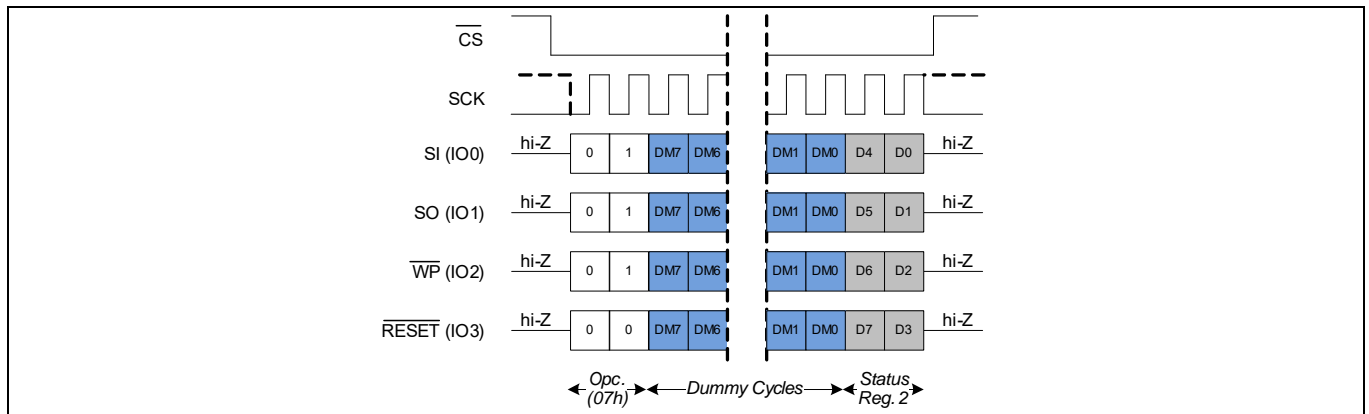 CS
SCK
SI (IO0) hi-Z 0 1 DM7 DM6 DM1 DM0 D4 D0 hi-Z
SO (IO1) hi-Z 0 1 DM7 DM6 DM1 DM0 D5 D1 hi-Z
WP (IO2) hi-Z 0 1 DM7 DM6 DM1 DM0 D6 D2 hi-Z
RESET (IO3) hi-Z 0 0 DM7 DM6 DM1 DM0 D7 D3 hi-Z
Opc. Dummy Cycles Status
(07h) Reg. 2